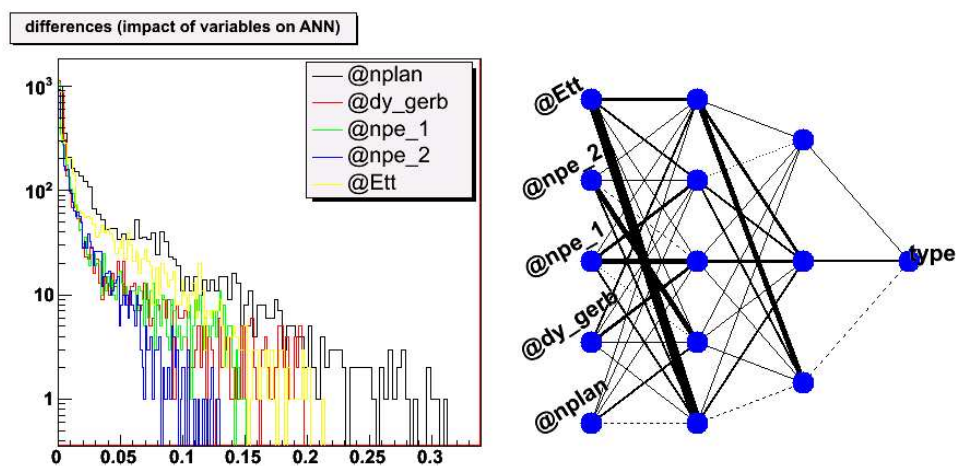 differences (impact of variables on ANN)
10³
10²
10
1
0
0.05
0.1
0.15
0.2
0.25
0.3
@nplan
@dy_gerb
@npe_1
@npe_2
@Ett
@Ett
@npe_2
@npe_1
@dy_gerb
@nplan
type